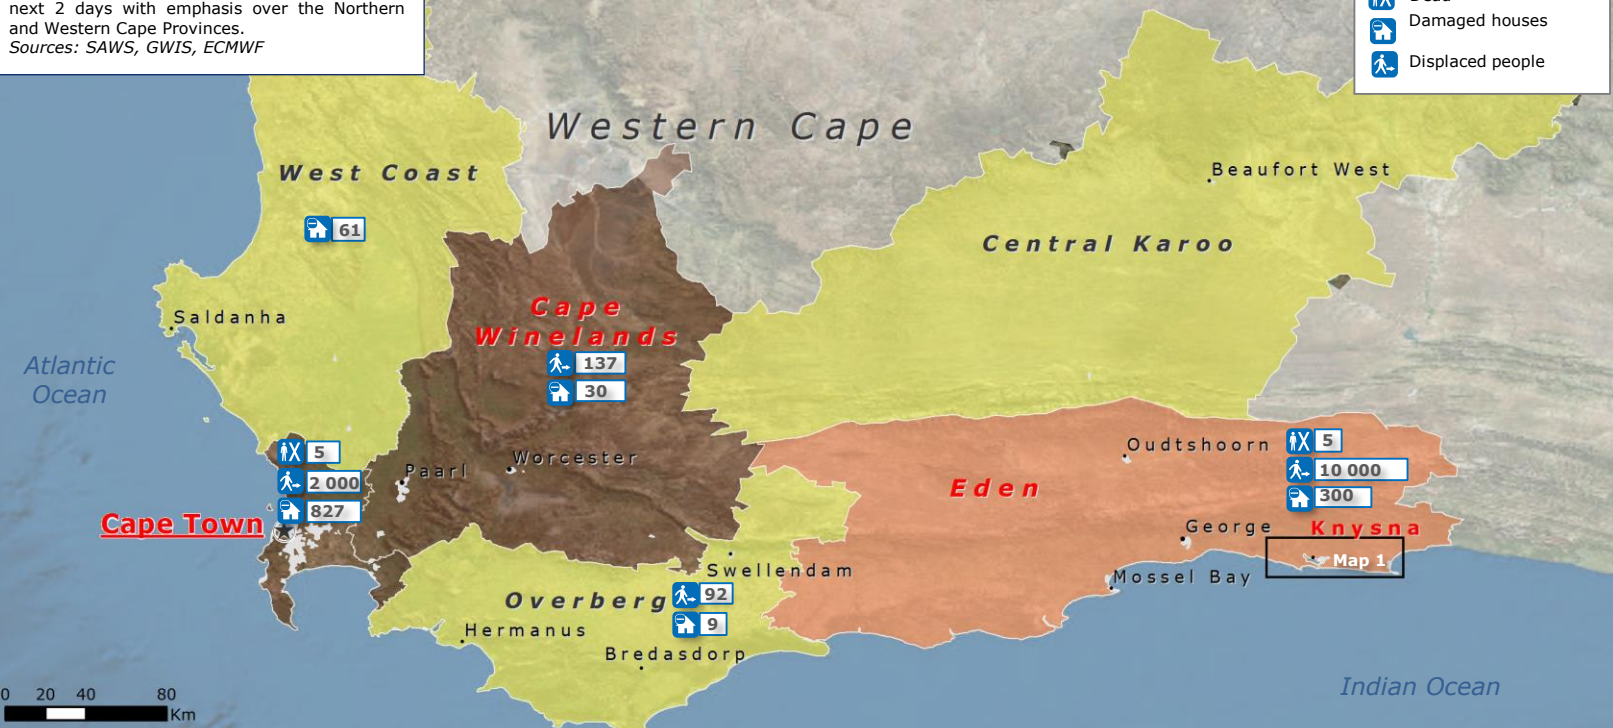 next 2 days with emphasis over the Northern
and Western Cape Provinces.
Sources: SAWS, GWIS, ECMWF
Dead
Damaged houses
Displaced people
Western Cape
West Coast
61
Beaufort West
Central Karoo
Saldanha
Cape
Winelands
137
30
Atlantic
Ocean
5
2 000
827
Cape Town
Paarl
Worcester
Oudtshoorn
5
10 000
300
Eden
George
Knysna
Map 1
Mossel Bay
Swellendam
Overberg
92
9
Hermanus
Bredasdorp
Indian Ocean
0 20 40 80
Km